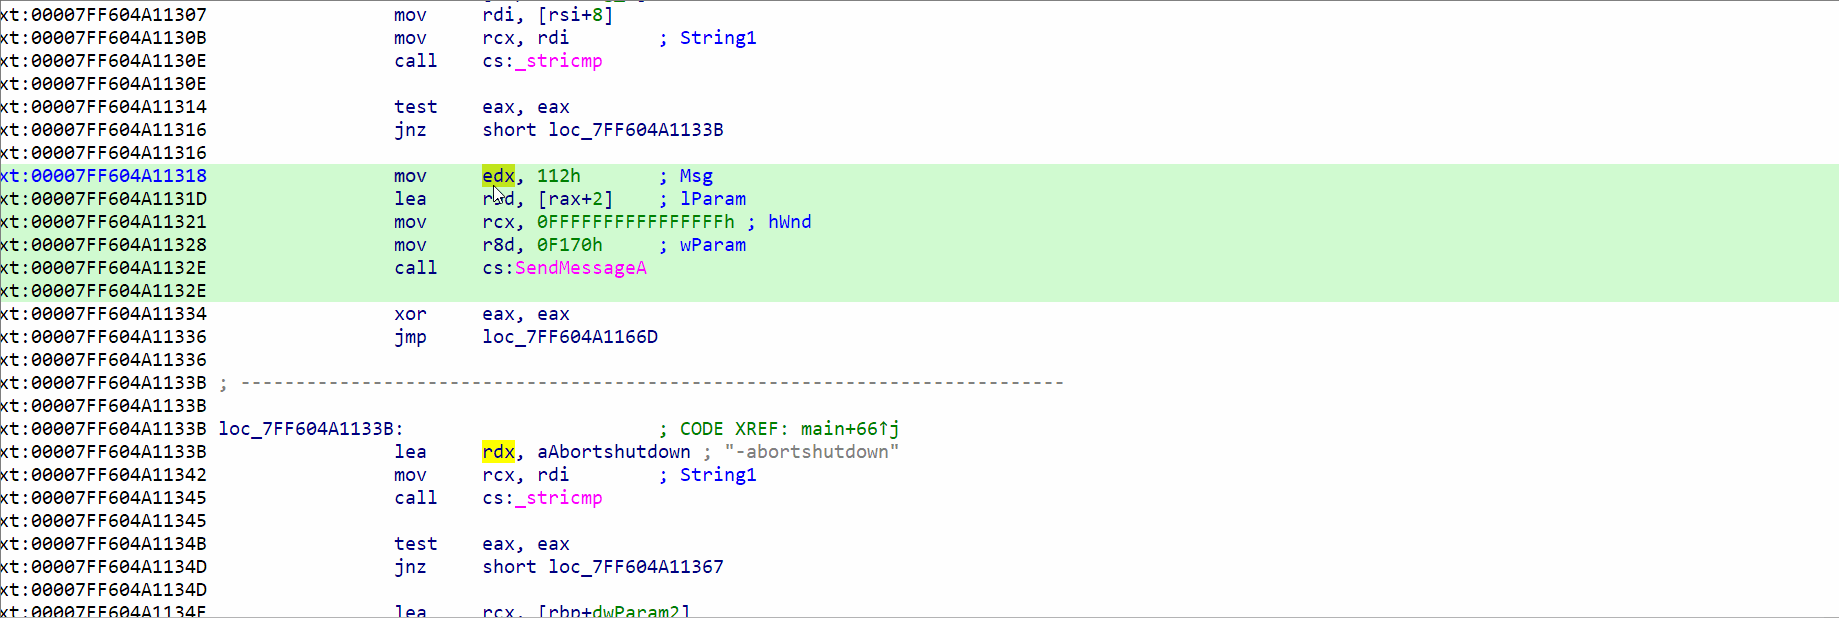 xt:00007FF604A11307 mov rdi, [rsi+8]
xt:00007FF604A1130B mov rcx, rdi ; String1
xt:00007FF604A1130E call cs:_stricmp
xt:00007FF604A1130E
xt:00007FF604A11314 test eax, eax
xt:00007FF604A11316 jnz short loc_7FF604A1133B
xt:00007FF604A11316
xt:00007FF604A11318 mov edx, 112h ; Msg
xt:00007FF604A1131D lea r9d, [rax+2] ; lParam
xt:00007FF604A11321 mov rcx, 0FFFFFFFFFFFFFFFFh ; hWnd
xt:00007FF604A11328 mov r8d, 0F170h ; wParam
xt:00007FF604A1132E call cs:SendMessageA
xt:00007FF604A1132E
xt:00007FF604A11334 xor eax, eax
xt:00007FF604A11336 jmp loc_7FF604A1166D
xt:00007FF604A11336
xt:00007FF604A1133B ; ---------------------------------------------------------------------------
xt:00007FF604A1133B
xt:00007FF604A1133B loc_7FF604A1133B: ; CODE XREF: main+66↑j
xt:00007FF604A1133B lea rdx, aAbortshutdown ; "-abortshutdown"
xt:00007FF604A11342 mov rcx, rdi ; String1
xt:00007FF604A11345 call cs:_stricmp
xt:00007FF604A11345
xt:00007FF604A1134B test eax, eax
xt:00007FF604A1134D jnz short loc_7FF604A11367
xt:00007FF604A1134D
xt:00007FF604A1134F lea rcx, [rbp+dwParam2]